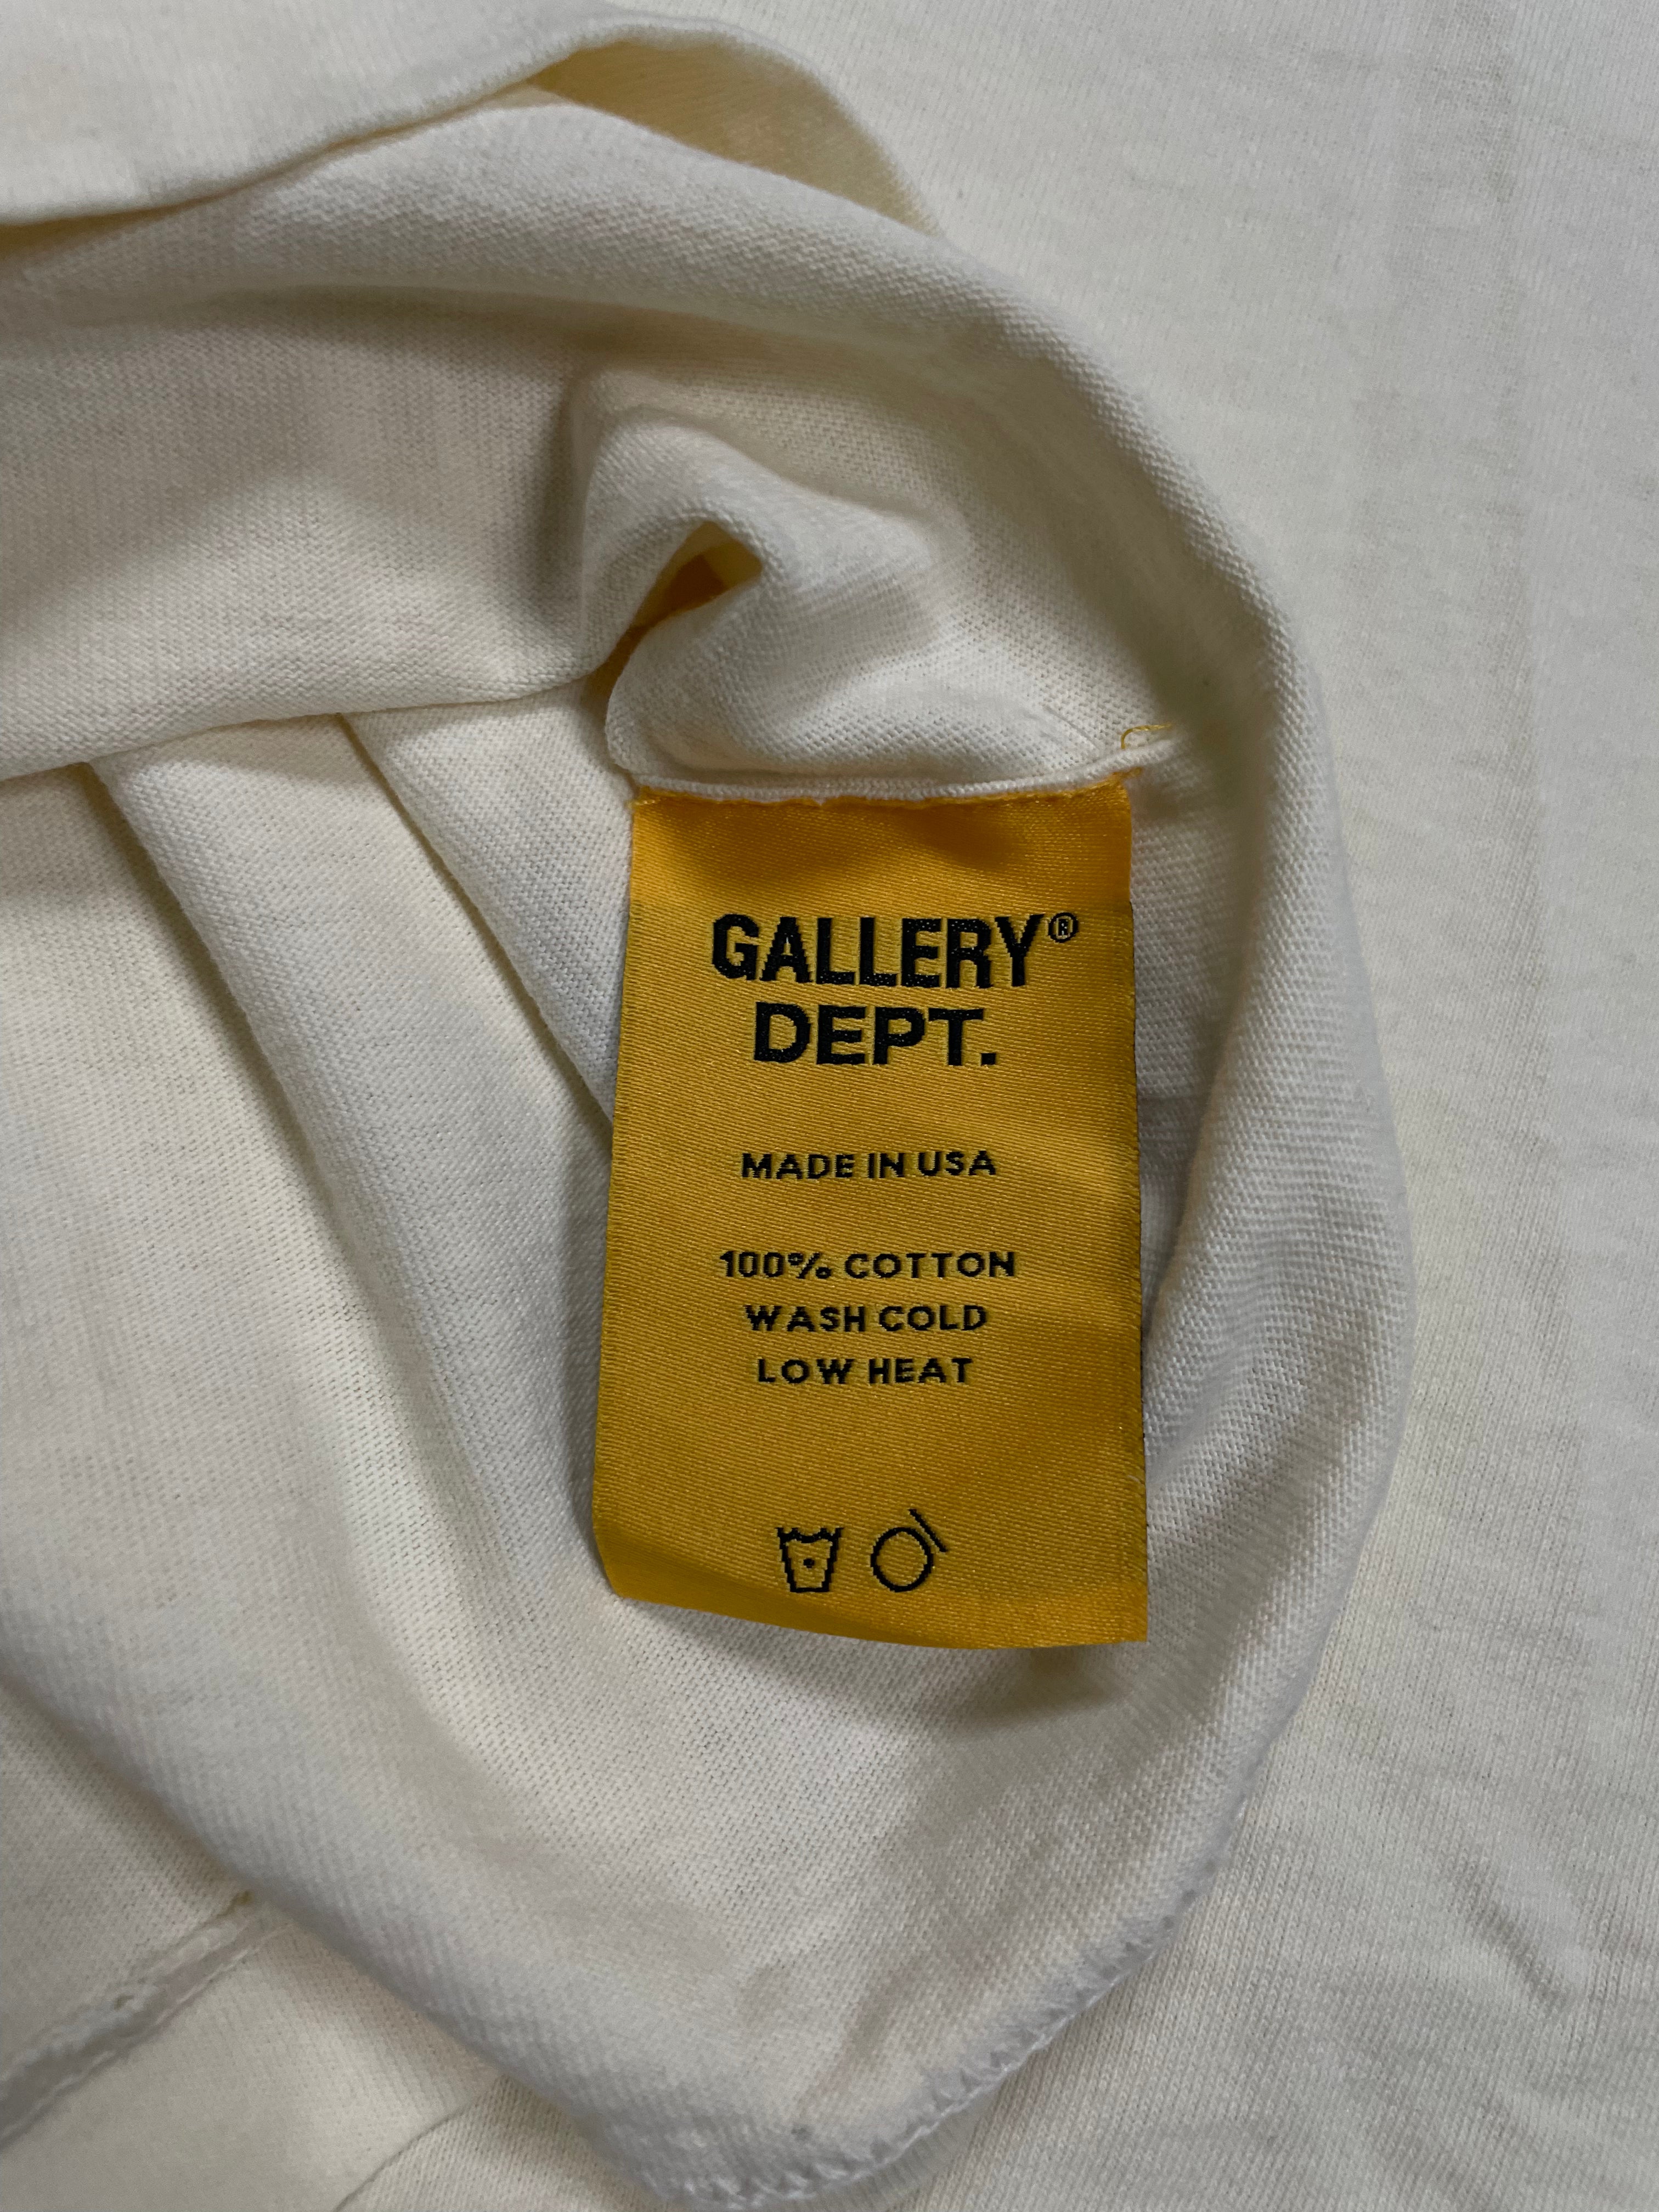 GALLERY®
DEPT.
MADE IN USA
100% COTTON
WASH COLD
LOW HEAT